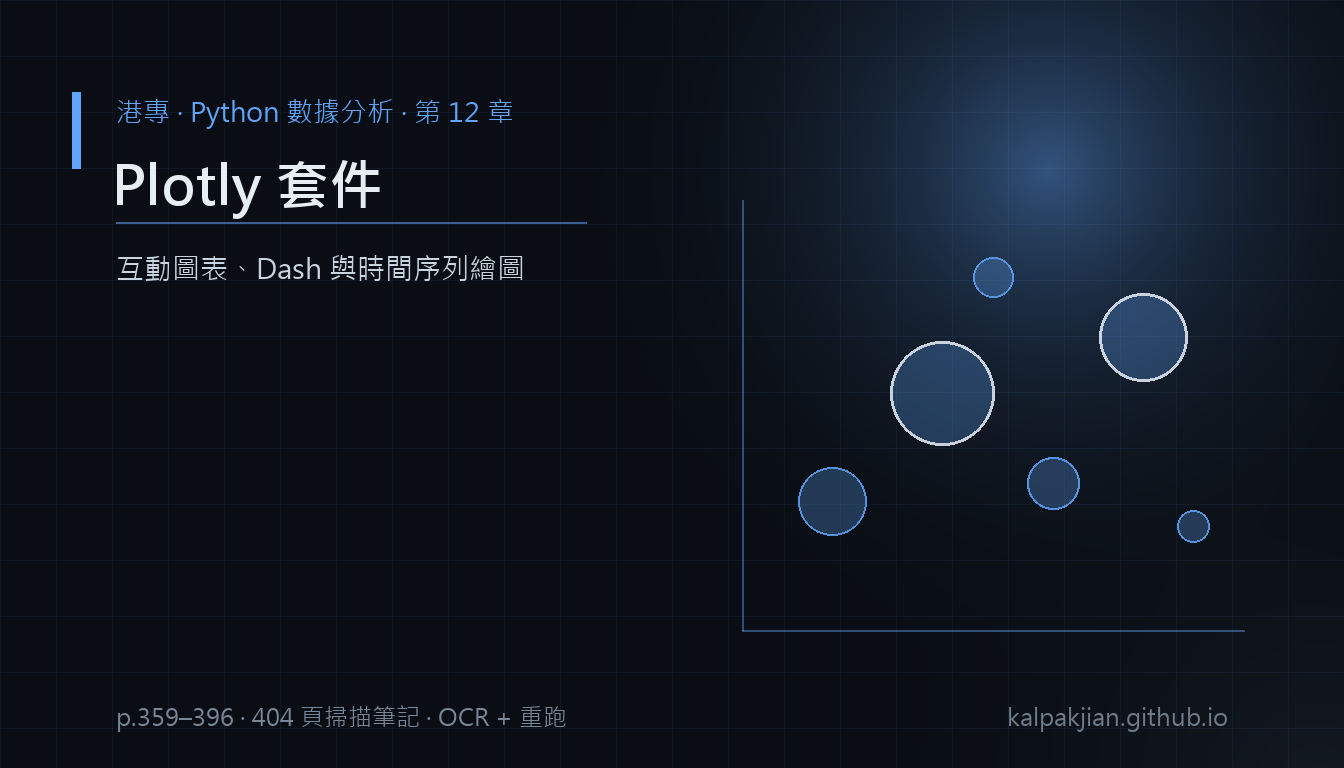 港專 · Python 數據分析 · 第 12 章
Plotly 套件
互動圖表、Dash 與時間序列繪圖
p.359–396 · 404 頁掃描筆記 · OCR + 重跑
kalpakjian.github.io